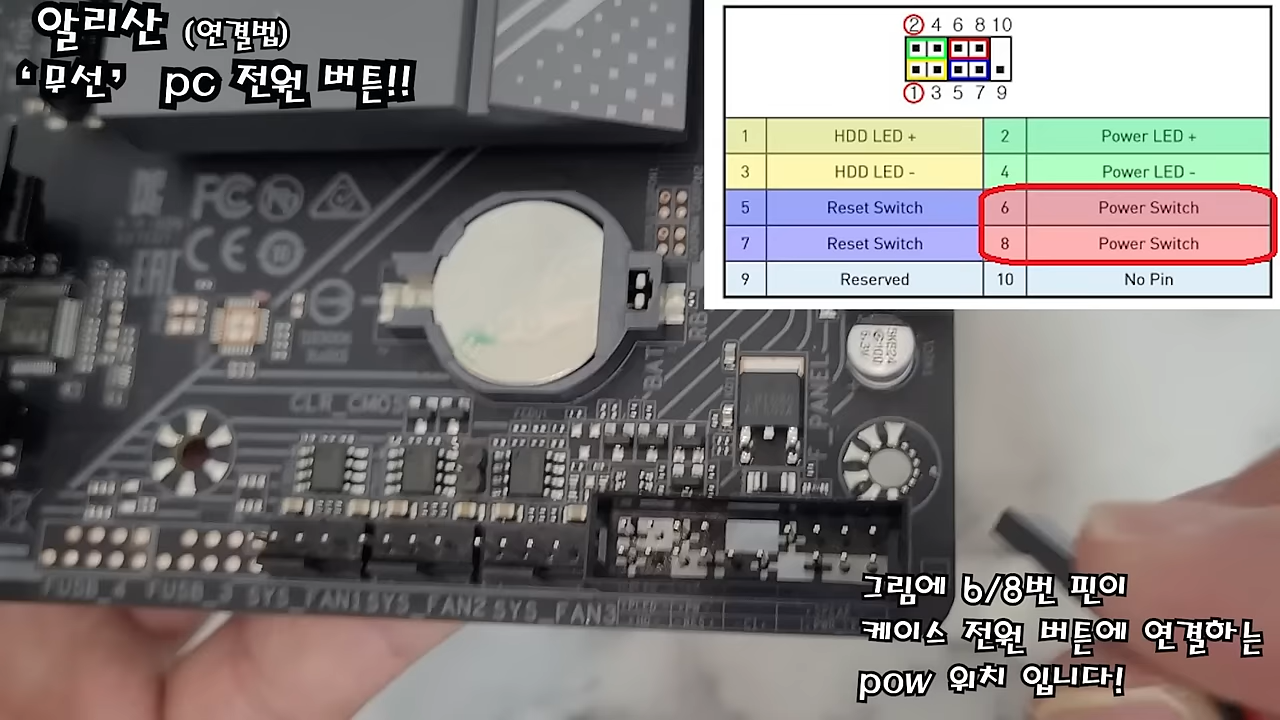 알리산 (연결법)
'무선' pc 전원 버튼!!
2 4 6 8 10
1 3 5 7 9
1 HDD LED + 2 Power LED +
3 HDD LED - 4 Power LED -
5 Reset Switch 6 Power Switch
7 Reset Switch 8 Power Switch
9 Reserved 10 No Pin
FC
CE
EAC
BAT
CLR_CMOS
F_PANEL
FUSB_4 FUSB_3 SYS_FAN1 SYS_FAN2 SYS_FAN3
그림에 6/8번 핀이
케이스 전원 버튼에 연결하는
pow 위치 입니다!